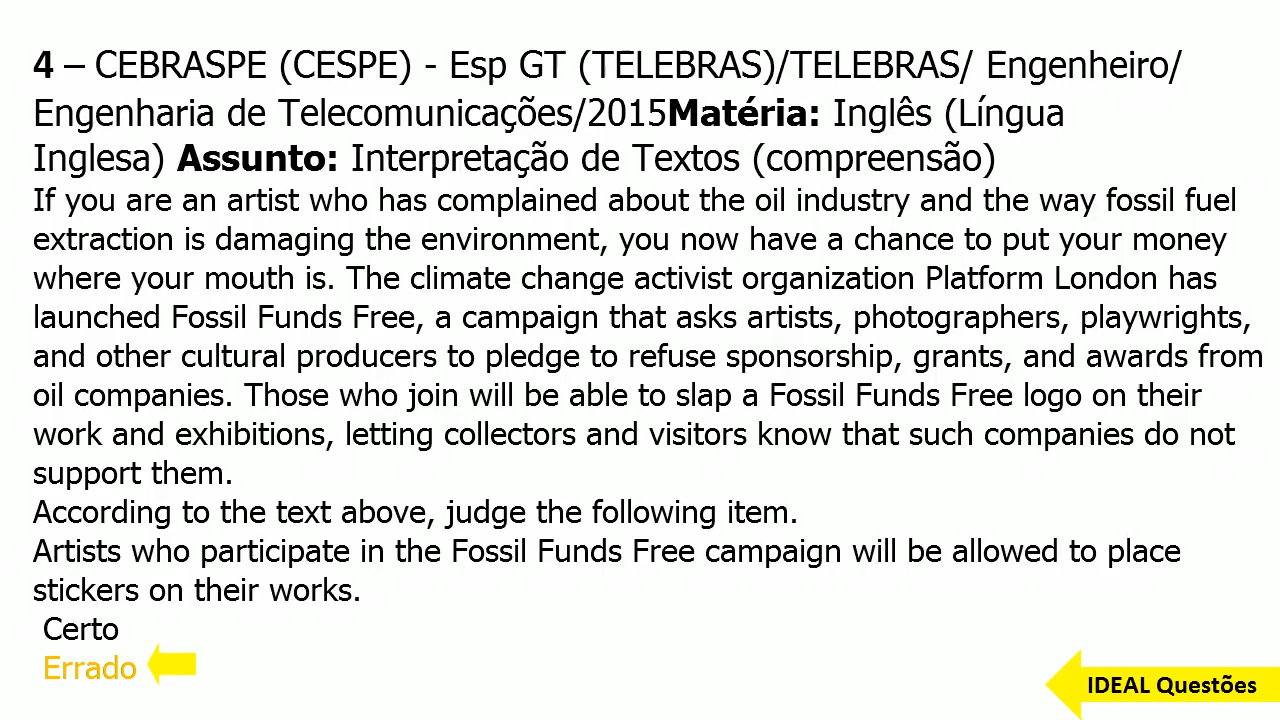 4 – CEBRASPE (CESPE) - Esp GT (TELEBRAS)/TELEBRAS/ Engenheiro/
Engenharia de Telecomunicações/2015Matéria: Inglês (Língua
Inglesa) Assunto: Interpretação de Textos (compreensão)
If you are an artist who has complained about the oil industry and the way fossil fuel
extraction is damaging the environment, you now have a chance to put your money
where your mouth is. The climate change activist organization Platform London has
launched Fossil Funds Free, a campaign that asks artists, photographers, playwrights,
and other cultural producers to pledge to refuse sponsorship, grants, and awards from
oil companies. Those who join will be able to slap a Fossil Funds Free logo on their
work and exhibitions, letting collectors and visitors know that such companies do not
support them.
According to the text above, judge the following item.
Artists who participate in the Fossil Funds Free campaign will be allowed to place
stickers on their works.
Certo
Errado
IDEAL Questões